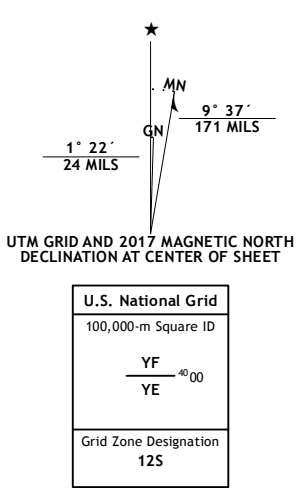 ★
MN
9° 37´
171 MILS
GN
1° 22´
24 MILS
UTM GRID AND 2017 MAGNETIC NORTH
DECLINATION AT CENTER OF SHEET
U.S. National Grid
100,000-m Square ID
YF
4000
YE
Grid Zone Designation
12S